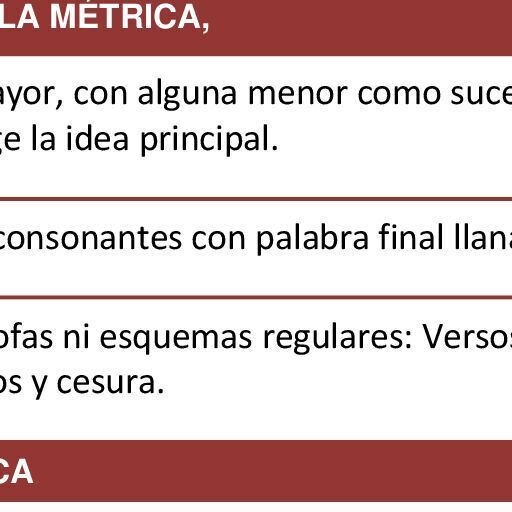 LA MÉTRICA,
ayor, con alguna menor como suce
ge la idea principal.
consonantes con palabra final llana
ofas ni esquemas regulares: Versos
os y cesura.
CA